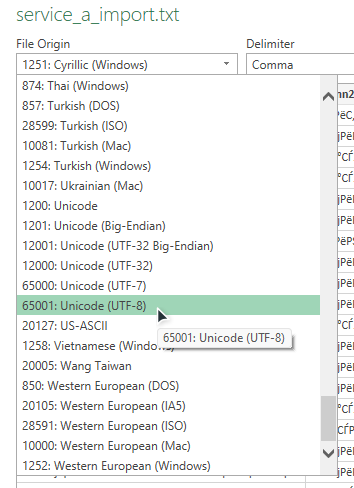 service_a_import.txt
File Origin
Delimiter
1251: Cyrillic (Windows)
Comma
874: Thai (Windows)
857: Turkish (DOS)
28599: Turkish (ISO)
10081: Turkish (Mac)
1254: Turkish (Windows)
10017: Ukrainian (Mac)
1200: Unicode
1201: Unicode (Big-Endian)
12001: Unicode (UTF-32 Big-Endian)
12000: Unicode (UTF-32)
65000: Unicode (UTF-7)
65001: Unicode (UTF-8)
20127: US-ASCII
65001: Unicode (UTF-8)
1258: Vietnamese (Windows)
20005: Wang Taiwan
850: Western European (DOS)
20105: Western European (IA5)
28591: Western European (ISO)
10000: Western European (Mac)
1252: Western European (Windows)